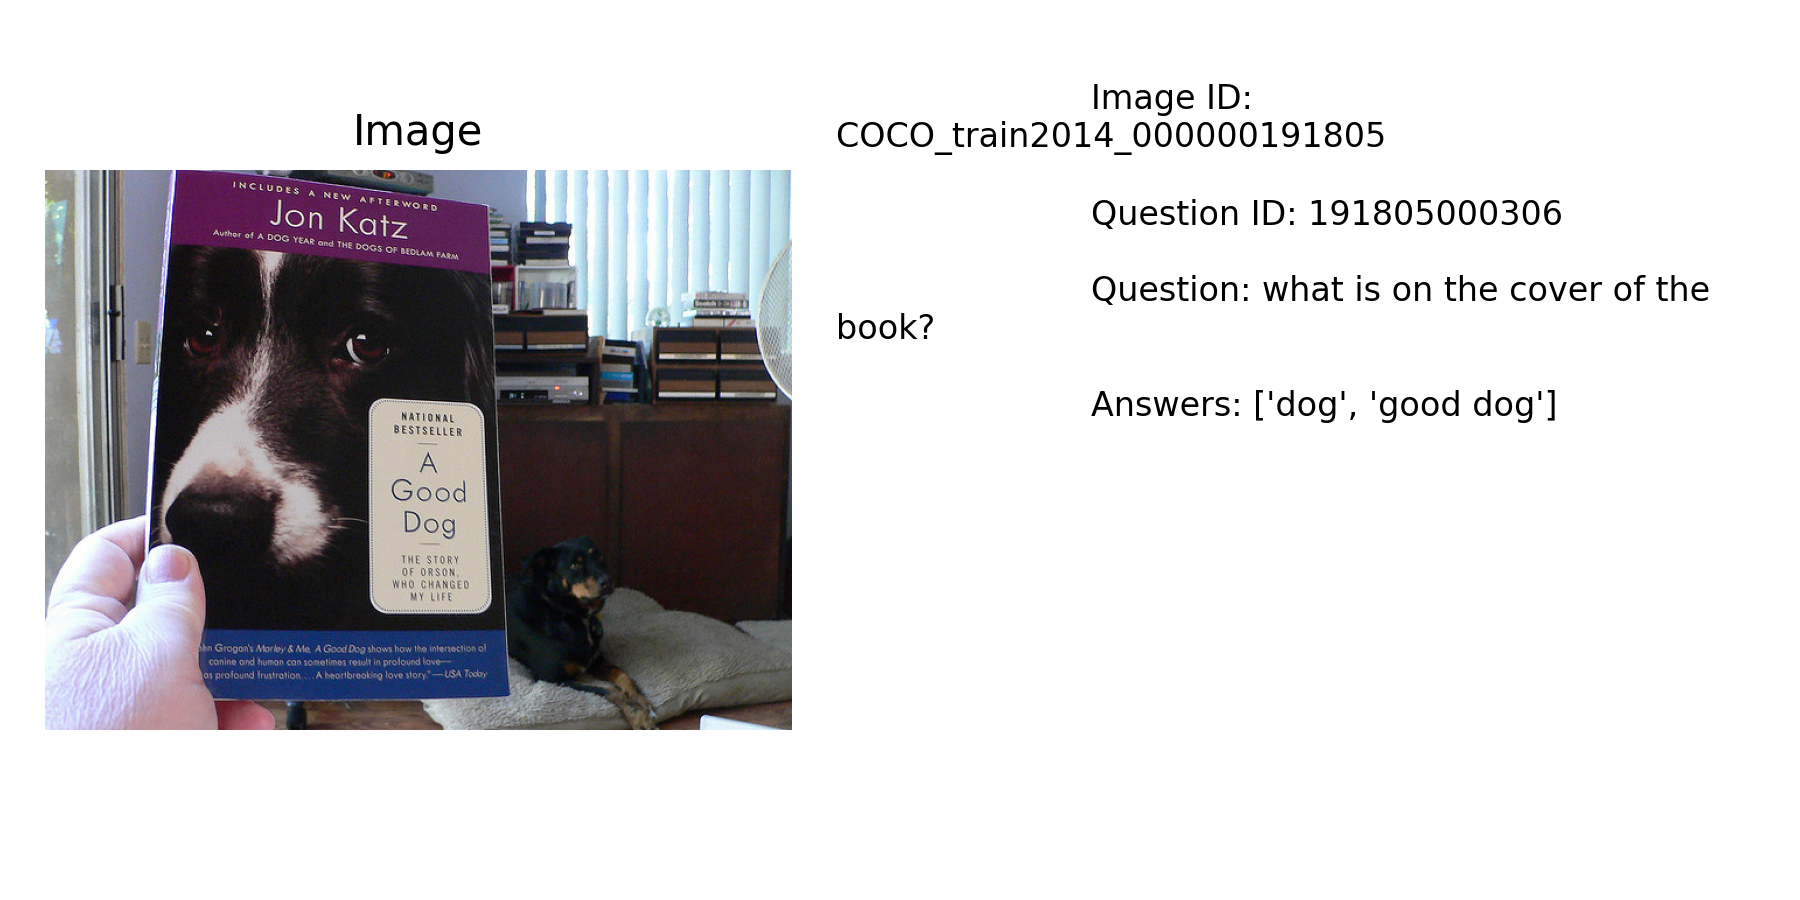 Image
INCLUDES A NEW AFTERWORD
Jon Katz
Author of A DOG YEAR and THE DOGS OF BEDLAM FARM
NATIONAL
BESTSELLER
A
Good
Dog
THE STORY
OF ORSON,
WHO CHANGED
MY LIFE
Grogan's Marley & Me, A Good Dog shows how the intersection of
canine and human can sometimes result in profound love—
as profound frustration. . . . A heartbreaking love story." —USA Today
Image ID:
COCO_train2014_000000191805
Question ID: 191805000306
Question: what is on the cover of the
book?
Answers: ['dog', 'good dog']